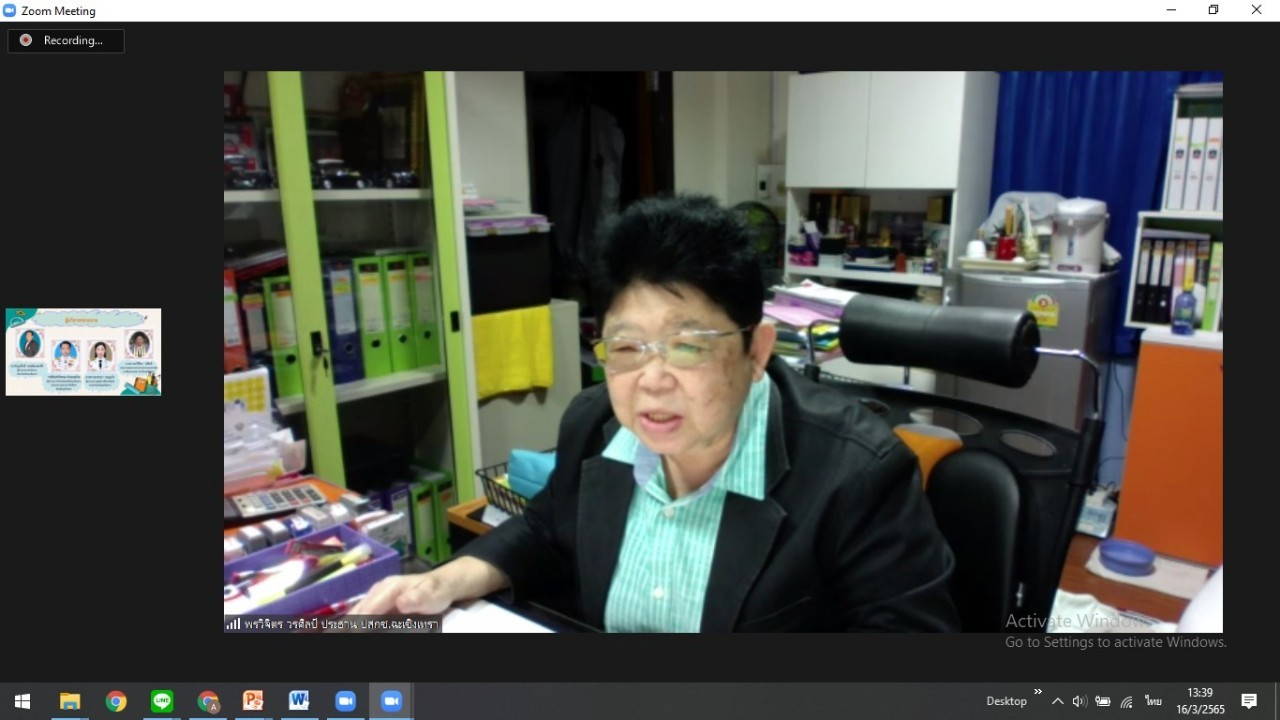 Zoom Meeting
Recording...
พรวิจิตร วรศิลป์ ประธาน ปสกช.ฉะเชิงเทรา
Activate Windows
Go to Settings to activate Windows.
Desktop
ไทย
13:39
16/3/2565